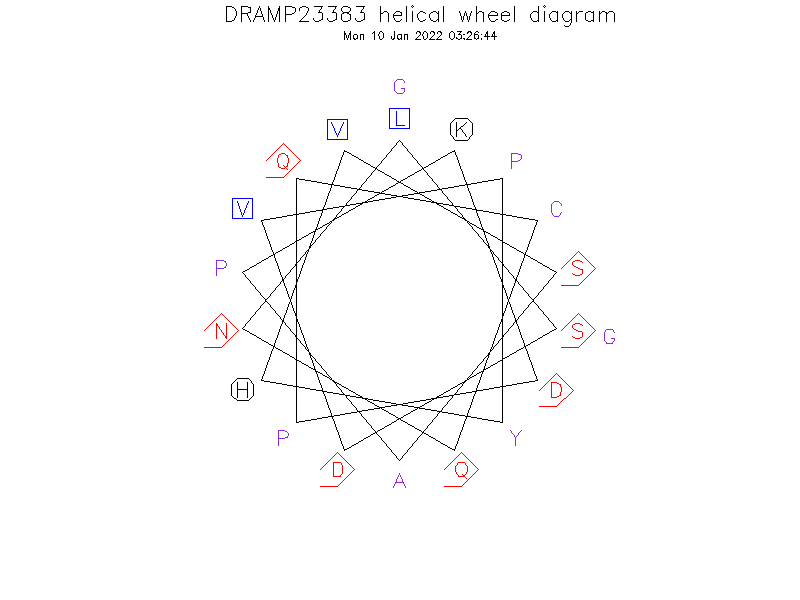 DRAMP23383 helical wheel diagram
Mon 10 Jan 2022 03:26:44
G
V L K
Q P
V C
P S
N S G
H D
P Y
D A Q